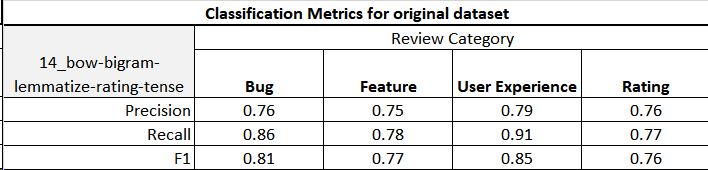 Classification Metrics for original dataset
Review Category
14_bow-bigram-
lemmatize-rating-tense
Bug Feature User Experience Rating
Precision 0.76 0.75 0.79 0.76
Recall 0.86 0.78 0.91 0.77
F1 0.81 0.77 0.85 0.76